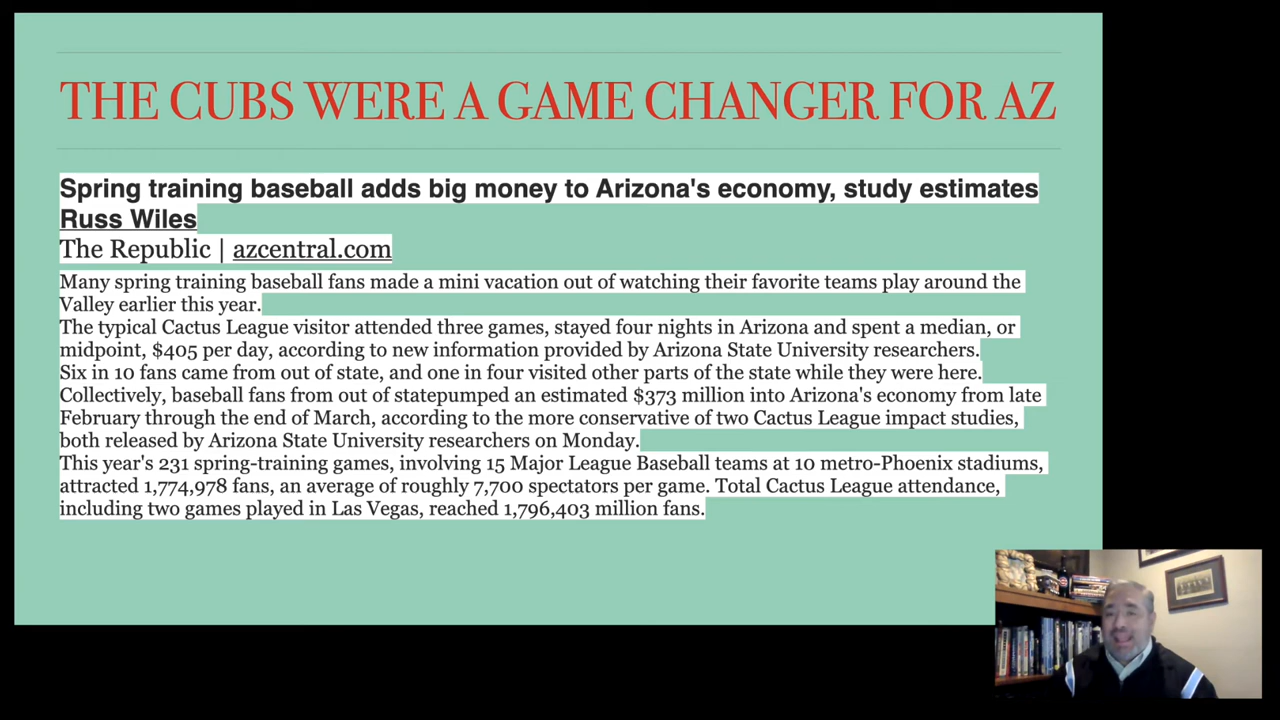 THE CUBS WERE A GAME CHANGER FOR AZ
Spring training baseball adds big money to Arizona's economy, study estimates
Russ Wiles
The Republic | azcentral.com
Many spring training baseball fans made a mini vacation out of watching their favorite teams play around the
Valley earlier this year.
The typical Cactus League visitor attended three games, stayed four nights in Arizona and spent a median, or
midpoint, $405 per day, according to new information provided by Arizona State University researchers.
Six in 10 fans came from out of state, and one in four visited other parts of the state while they were here.
Collectively, baseball fans from out of statepumped an estimated $373 million into Arizona's economy from late
February through the end of March, according to the more conservative of two Cactus League impact studies,
both released by Arizona State University researchers on Monday.
This year's 231 spring-training games, involving 15 Major League Baseball teams at 10 metro-Phoenix stadiums,
attracted 1,774,978 fans, an average of roughly 7,700 spectators per game. Total Cactus League attendance,
including two games played in Las Vegas, reached 1,796,403 million fans.